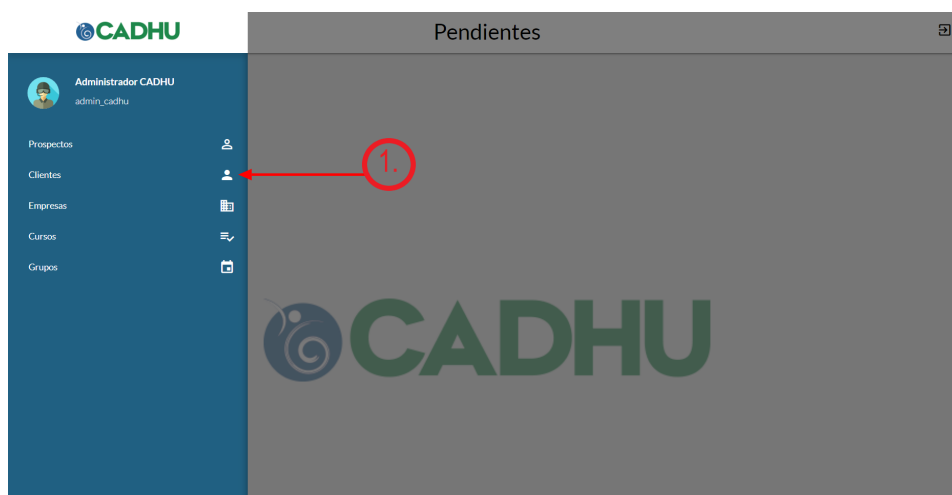 CADHU
Pendientes
Administrador CADHU
admin_cadhu
Prospectos
Clientes
1.
Empresas
Cursos
Grupos
CADHU